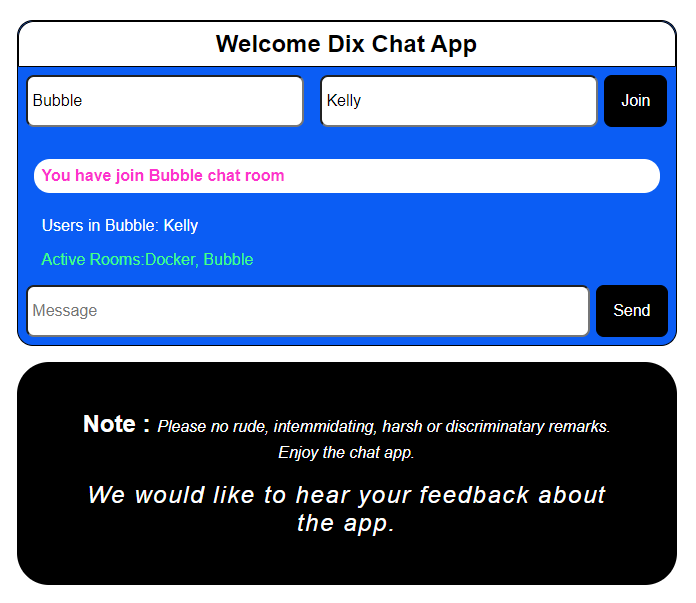 Welcome Dix Chat App
Bubble Kelly Join
You have join Bubble chat room
Users in Bubble: Kelly
Active Rooms:Docker, Bubble
Message Send
Note : Please no rude, intemmidating, harsh or discriminatary remarks.
Enjoy the chat app.
We would like to hear your feedback about
the app.